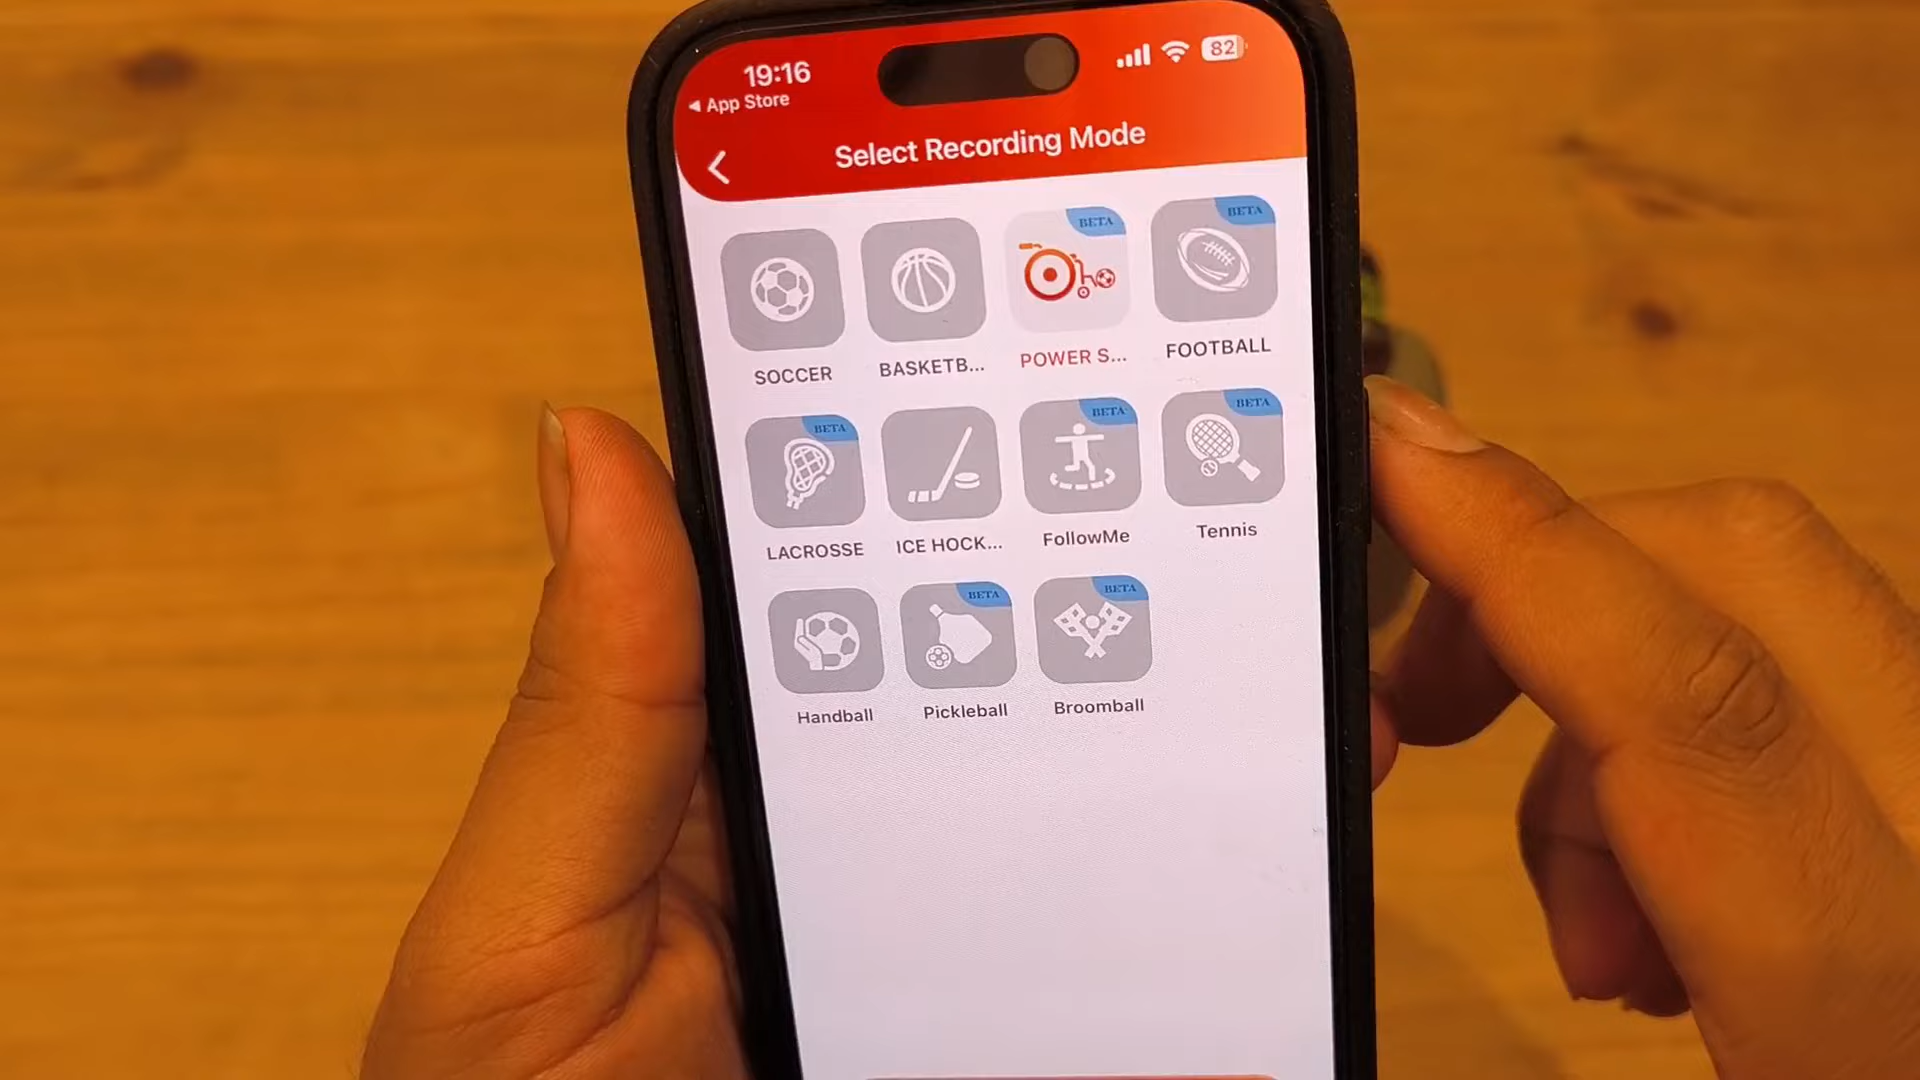 19:16
82
◀ App Store
Select Recording Mode
BETA
BETA
SOCCER
BASKETB...
POWER S...
FOOTBALL
BETA
BETA
BETA
LACROSSE
ICE HOCK...
FollowMe
Tennis
BETA
BETA
Handball
Pickleball
Broomball